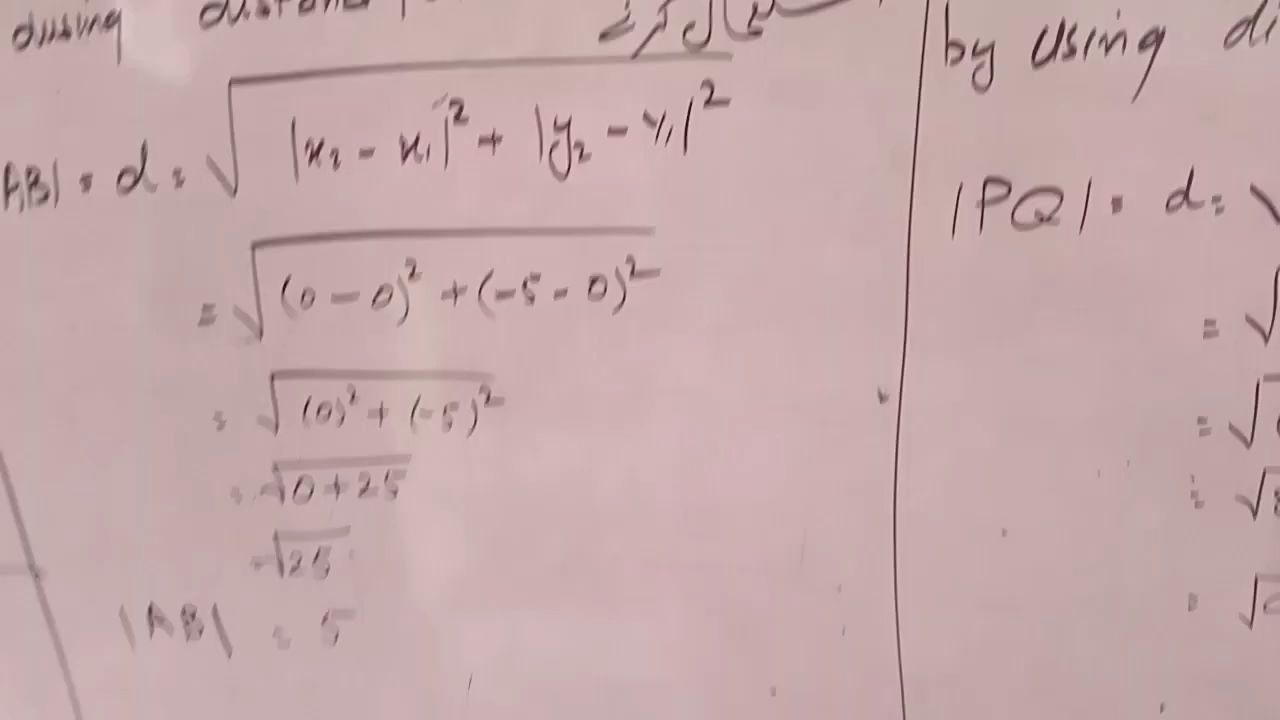 using
|AB| = d = √|x₂ - x₁|² + |y₂ - y₁|²
= √(0 - 0)² + (-5 - 0)²
= √(0)² + (-5)²
= √0 + 25
= √25
|AB| = 5
by using
|PQ| = d = √
= √
= √
= √
= √